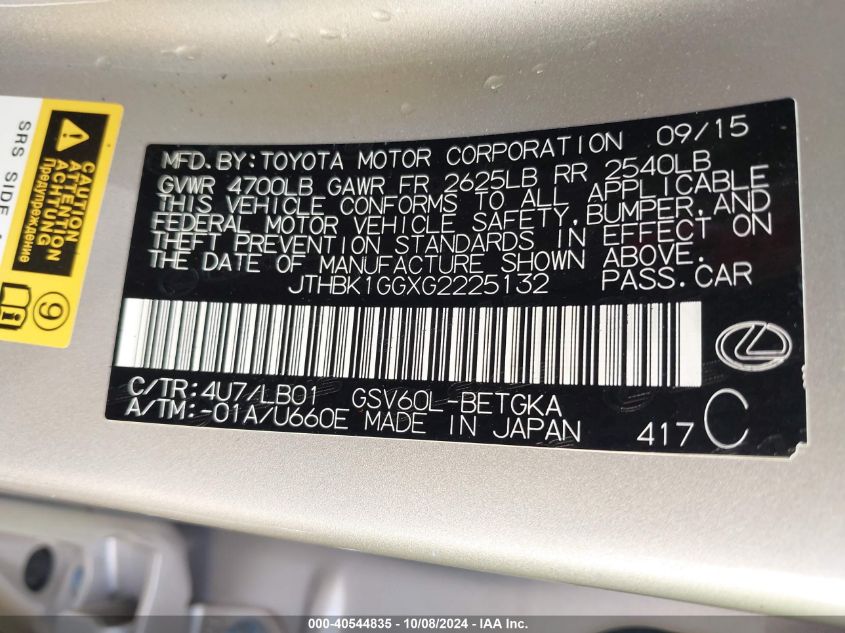 MFD. BY: TOYOTA MOTOR CORPORATION 09/15
GVWR 4700LB GAWR FR 2625LB RR 2540LB
THIS VEHICLE CONFORMS TO ALL APPLICABLE
FEDERAL MOTOR VEHICLE SAFETY, BUMPER, AND
THEFT PREVENTION STANDARDS IN EFFECT ON
THE DATE OF MANUFACTURE SHOWN ABOVE.
JTHBK1GGXG2225132 PASS. CAR
C/TR: 4U7/LB01 GSV60L-BETGKA
A/TM: -01A/U660E MADE IN JAPAN 417 C
SRS SIDE
CAUTION
ATTENTION
ACHTUNG
Предупреждение
9
000-40544835 - 10/08/2024 - IAA Inc.